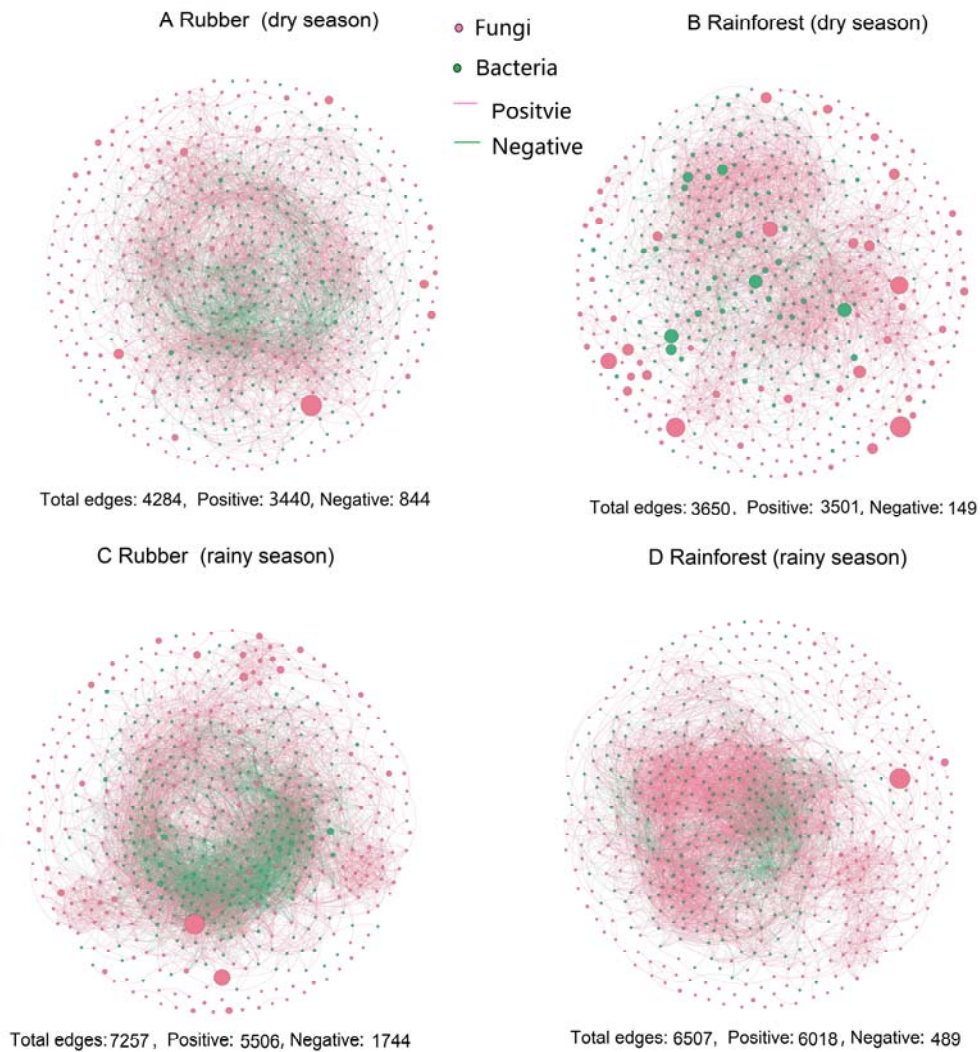 A Rubber (dry season)
Fungi
Bacteria
Positvie
Negative
B Rainforest (dry season)
Total edges: 4284, Positive: 3440, Negative: 844
Total edges: 3650, Positive: 3501, Negative: 149
C Rubber (rainy season)
D Rainforest (rainy season)
Total edges: 7257, Positive: 5506, Negative: 1744
Total edges: 6507, Positive: 6018, Negative: 489